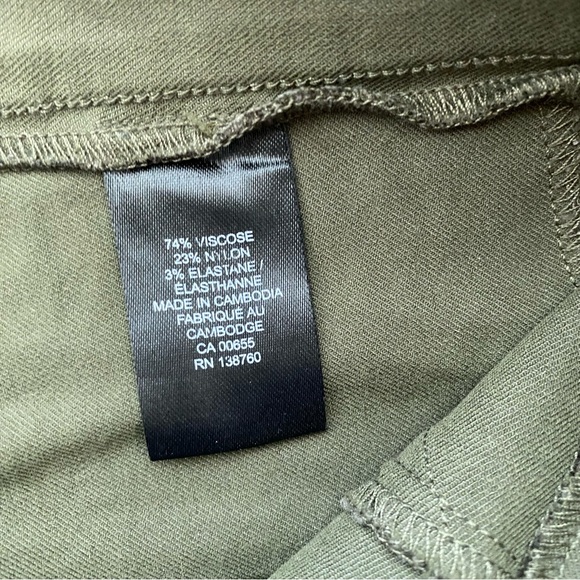 74% VISCOSE
23% NYLON
3% ELASTANE /
ÉLASTHANNE
MADE IN CAMBODIA
FABRIQUÉ AU
CAMBODGE
CA 00655
RN 138760